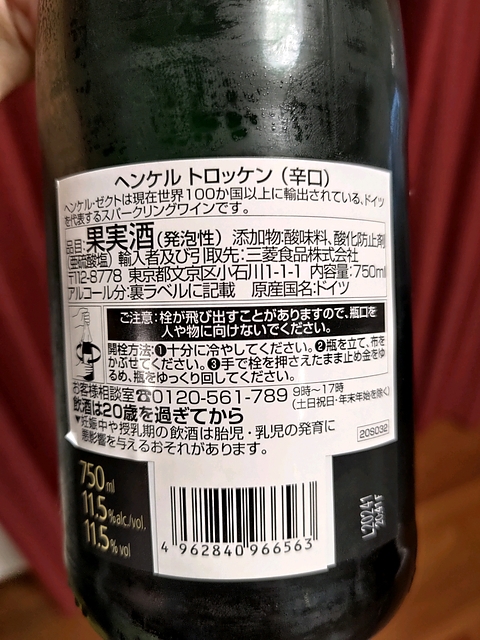 ヘンケル トロッケン（辛口）
ヘンケル・ゼクトは現在世界100か国以上に輸出されている、ドイツ
を代表するスパークリングワインです。
品目:果実酒(発泡性) 添加物:酸味料、酸化防止剤
(亜硫酸塩) 輸入者及び引取先:三菱食品株式会社
〒112-8778 東京都文京区小石川1-1-1 内容量:750ml
アルコール分:裏ラベルに記載 原産国名:ドイツ
ご注意:栓が飛び出すことがありますので、瓶口を
人や物に向けないでください。
開栓方法:❶十分に冷やしてください。❷瓶を立て、布を
かぶせてください。❸手で栓を押さえたまま止め金をゆ
るめ、瓶をゆっくり回してください。
お客様相談室☎0120-561-789 9時〜17時
(土日祝日・年末年始を除く)
飲酒は20歳を過ぎてから
▼妊娠中や授乳期の飲酒は胎児・乳児の発育に
悪影響を与えるおそれがあります。
20S032
750 ml
11.5 %alc./vol.
11.5 % vol
4 962840 966563
L20241
20:41 F